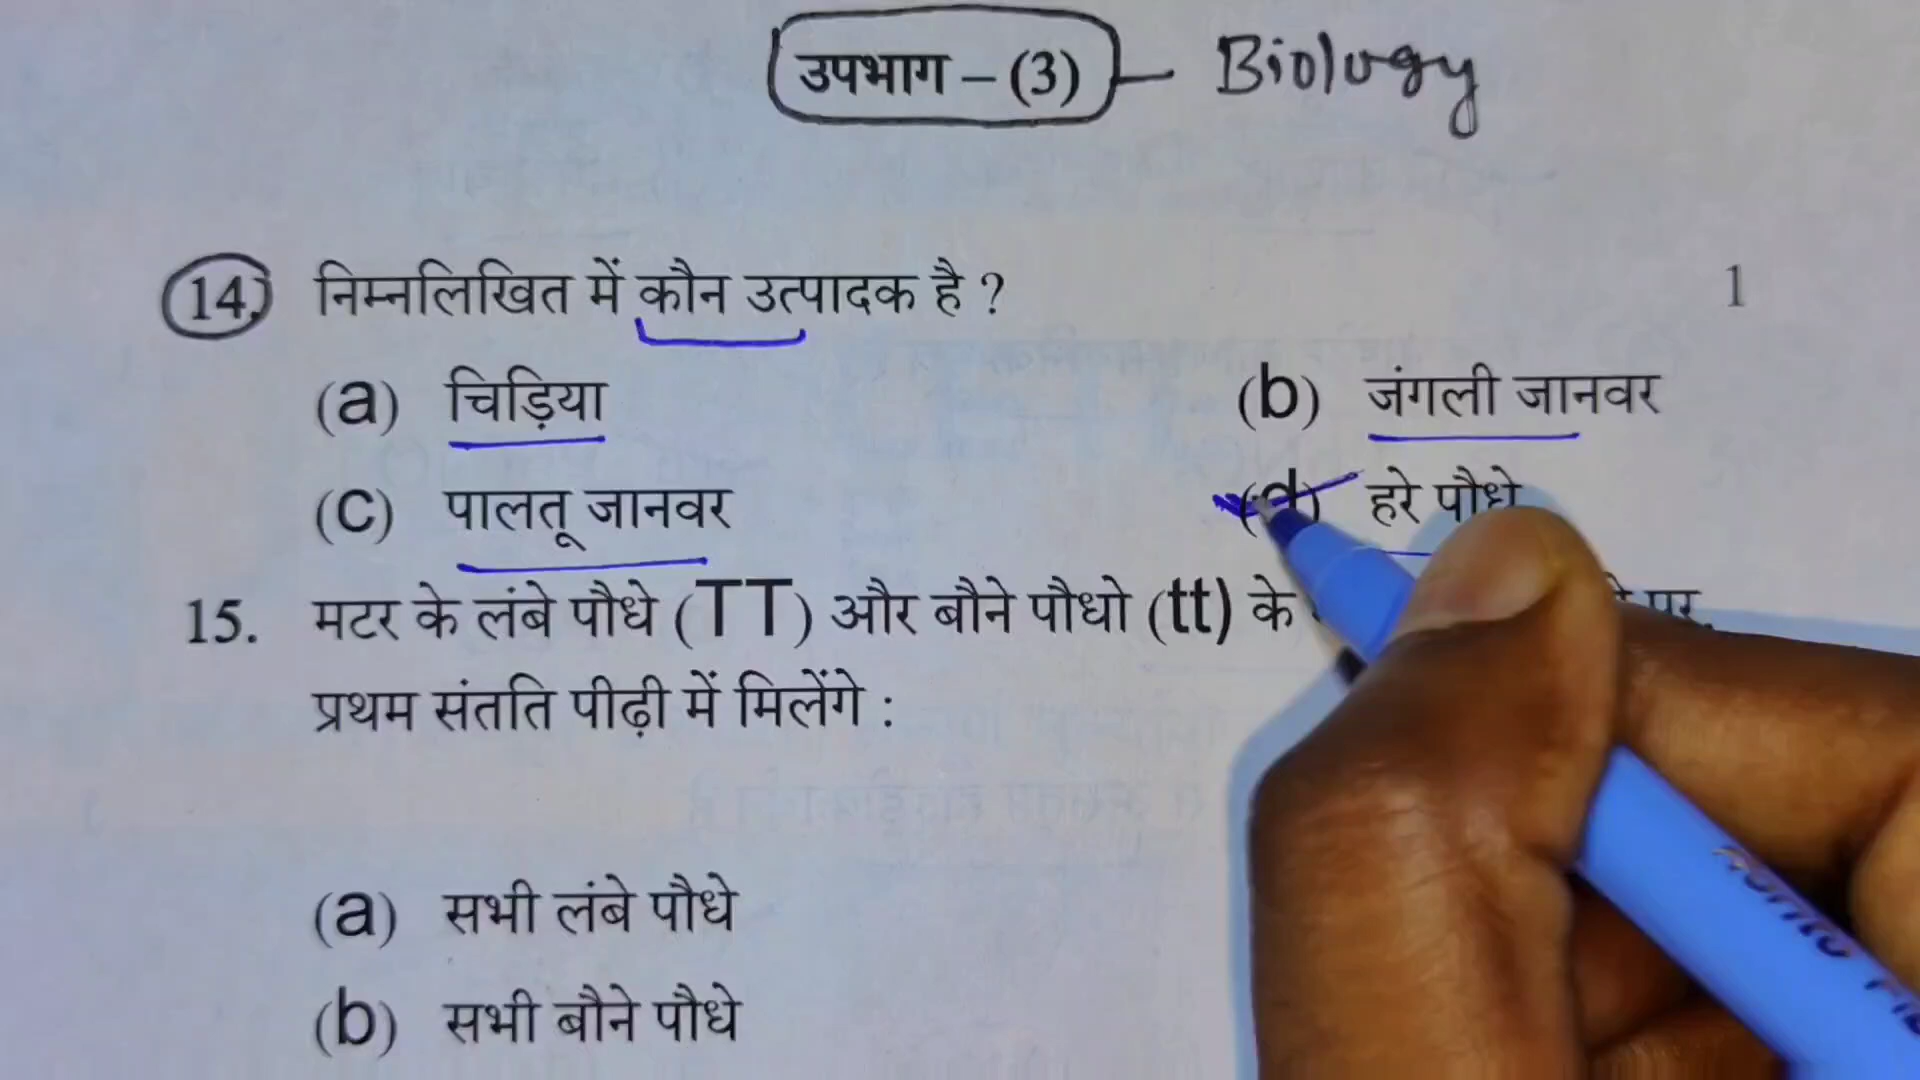 उपभाग – (3) — Biology
14. निम्नलिखित में कौन उत्पादक है ? 1
(a) चिड़िया (b) जंगली जानवर
(c) पालतू जानवर (d) हरे पौधे
15. मटर के लंबे पौधे (TT) और बौने पौधो (tt) के पर
प्रथम संतति पीढ़ी में मिलेंगे :
(a) सभी लंबे पौधे
(b) सभी बौने पौधे